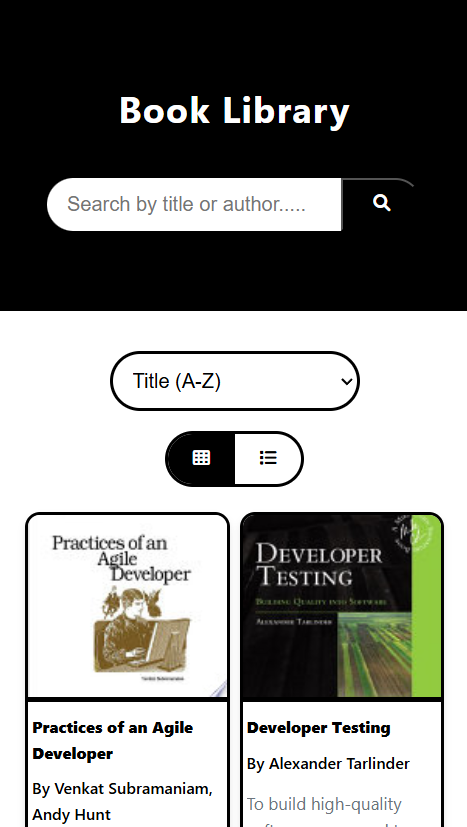 Book Library
Search by title or author.....
Title (A-Z)
Practices of an
Agile
Developer
Venkat Subramaniam
DEVELOPER
TESTING
BUILDING QUALITY INTO SOFTWARE
ALEXANDER TARLINDER
Practices of an Agile
Developer
By Venkat Subramaniam,
Andy Hunt
Developer Testing
By Alexander Tarlinder
To build high-quality